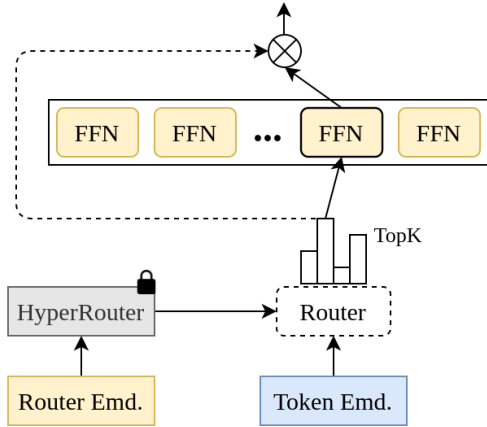 FFN FFN ... FFN FFN
TopK
HyperRouter Router
Router Emd. Token Emd.